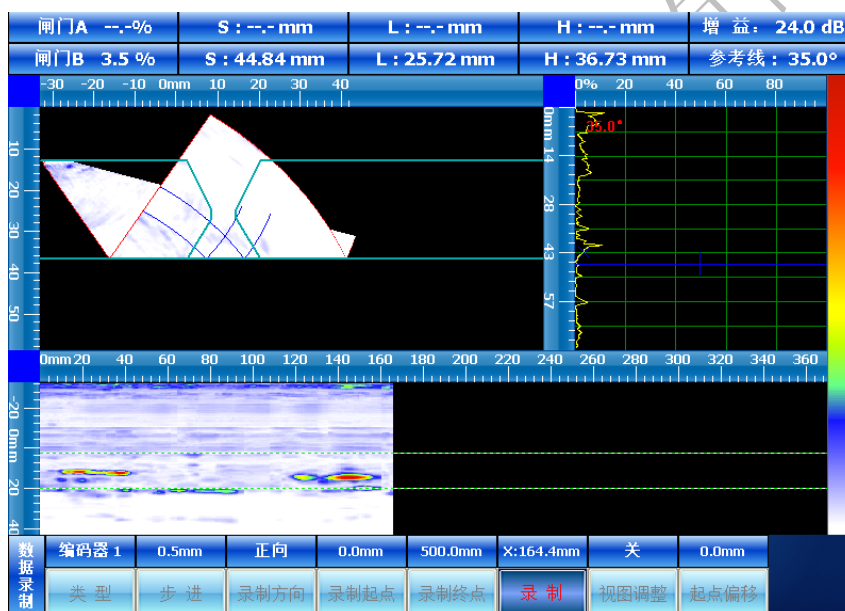 闸门A --.-% S : --.- mm L : --.- mm H : --.- mm 增 益： 24.0 dB
闸门B 3.5 % S : 44.84 mm L : 25.72 mm H : 36.73 mm 参考线 : 35.0°
-30 -20 -10 0mm 10 20 30 40
0% 20 40 60 80
10 20 30 40 50
0mm 14 28 43 57
35.0°
0mm 20 40 60 80 100 120 140 160 180 200 220 240 260 280 300 320 340 360
-20 0mm 20 40
数据录制
编码器 1 0.5mm 正向 0.0mm 500.0mm X:164.4mm 关 0.0mm
类 型 步 进 录制方向 录制起点 录制终点 录 制 视图调整 起点偏移